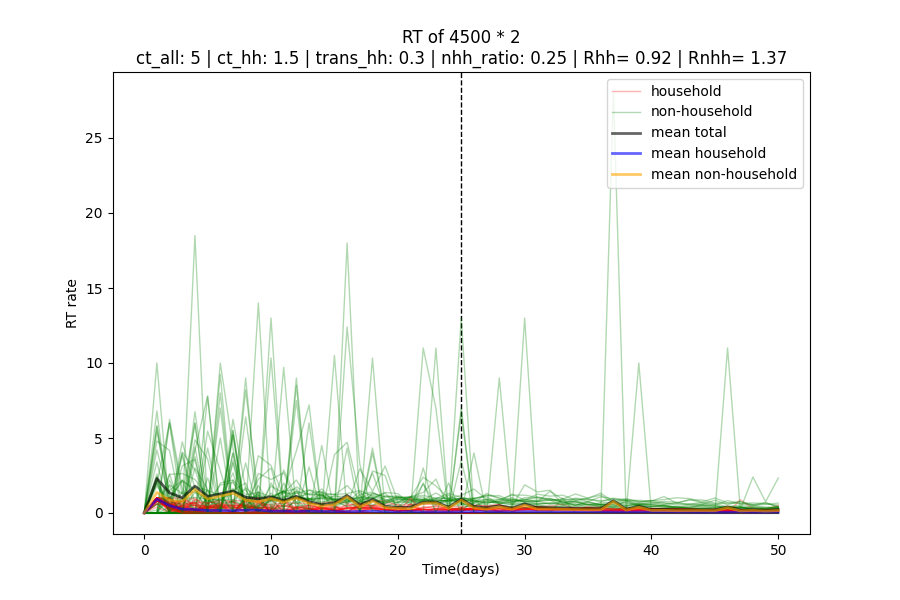 RT of 4500 * 2
ct_all: 5 | ct_hh: 1.5 | trans_hh: 0.3 | nhh_ratio: 0.25 | Rhh= 0.92 | Rnhh= 1.37
household
non-household
mean total
mean household
mean non-household
25
20
15
10
5
0
RT rate
0 10 20 30 40 50
Time(days)